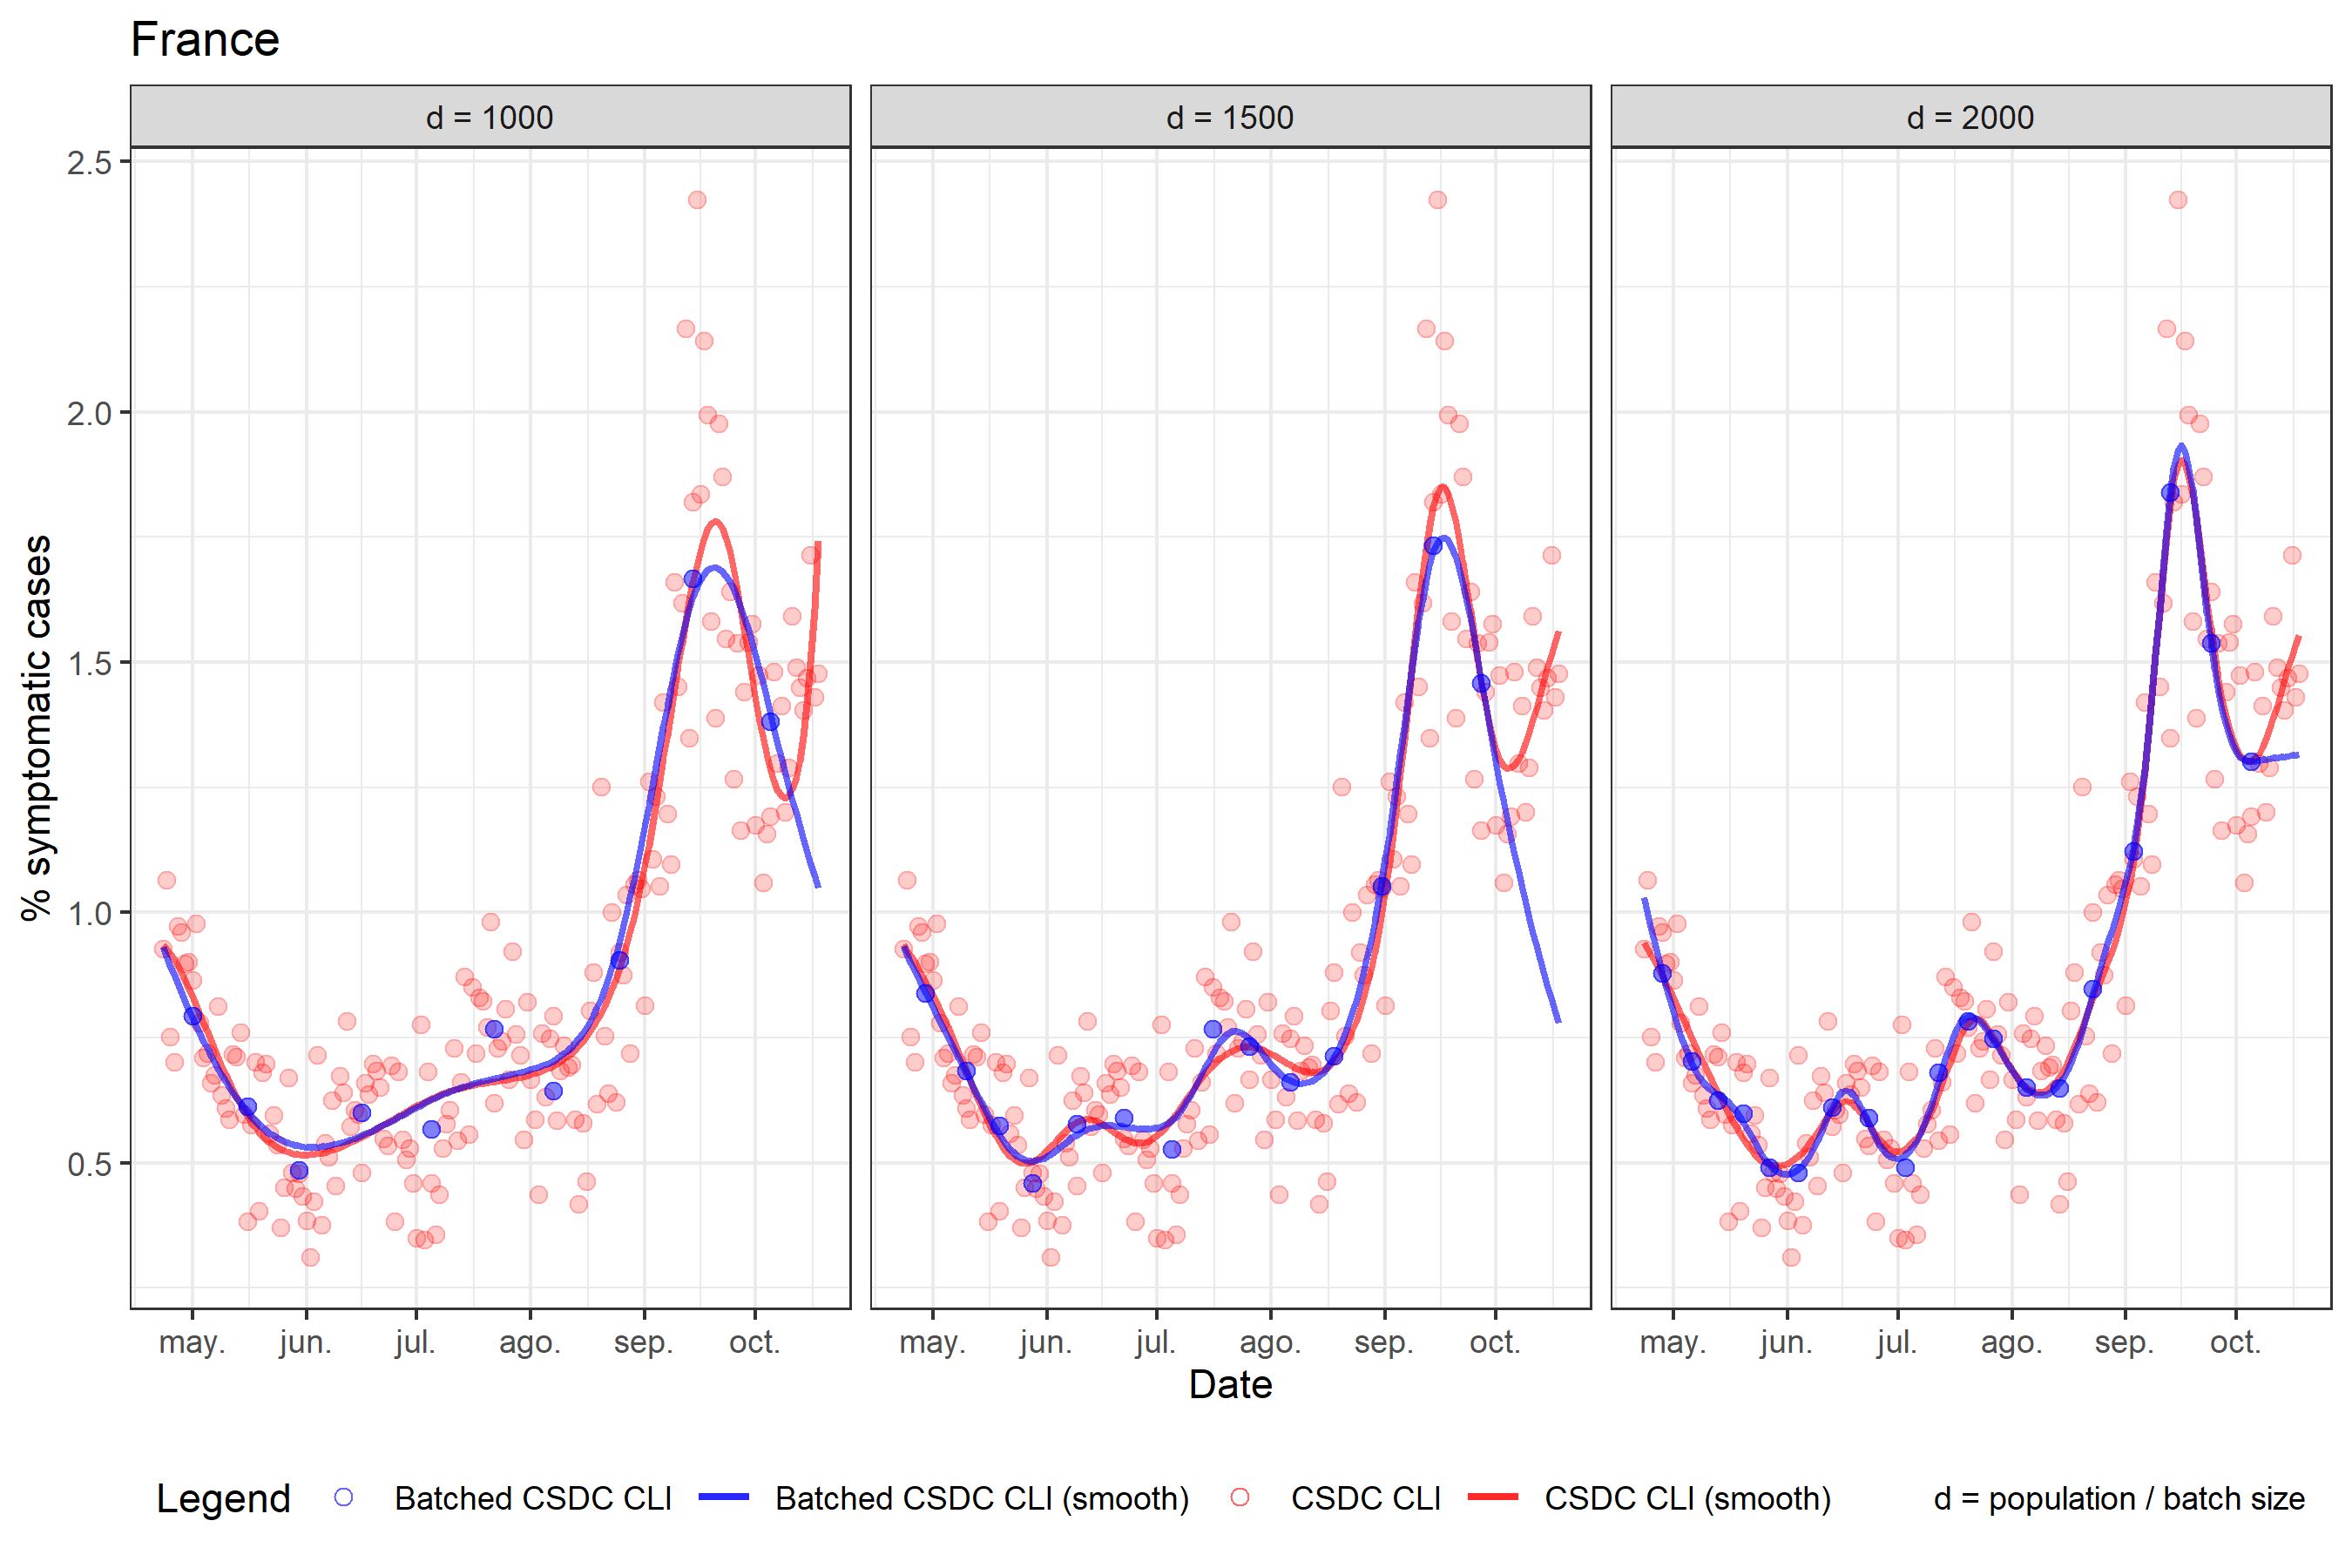 France
d = 1000 d = 1500 d = 2000
2.5
2.0
1.5
1.0
0.5
% symptomatic cases
may. jun. jul. ago. sep. oct. may. jun. jul. ago. sep. oct. may. jun. jul. ago. sep. oct.
Date
Legend Batched CSDC CLI Batched CSDC CLI (smooth) CSDC CLI CSDC CLI (smooth) d = population / batch size